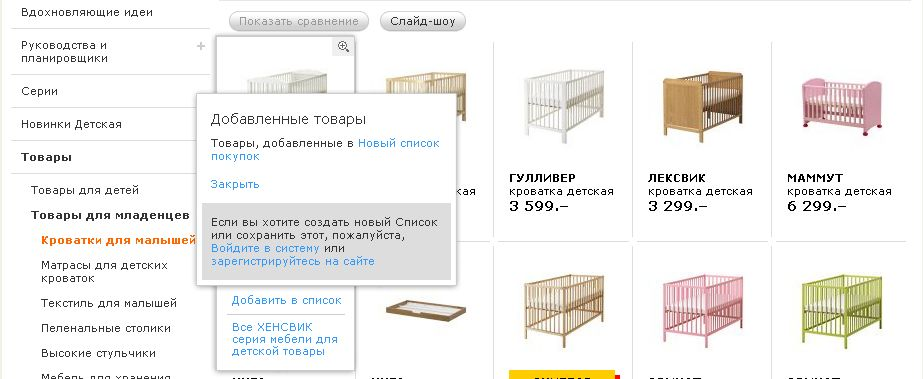 Вдохновляющие идеи
Руководства и
планировщики
Серии
Новинки Детская
Товары
Товары для детей
Товары для младенцев
Кроватки для малышей
Матрасы для детских
кроваток
Текстиль для малышей
Пеленальные столики
Высокие стульчики
Мебель для хранения
Показать сравнение
Слайд-шоу
Добавленные товары
Товары, добавленные в Новый список
покупок
Закрыть
Если вы хотите создать новый Список
или сохранить этот, пожалуйста,
Войдите в систему или
зарегистрируйтесь на сайте
Добавить в список
Все ХЕНСВИК
серия мебели для
детской товары
ГУЛЛИВЕР
кроватка детская
3 599.–
ЛЕКСВИК
кроватка детская
3 299.–
МАММУТ
кроватка детская
6 299.–